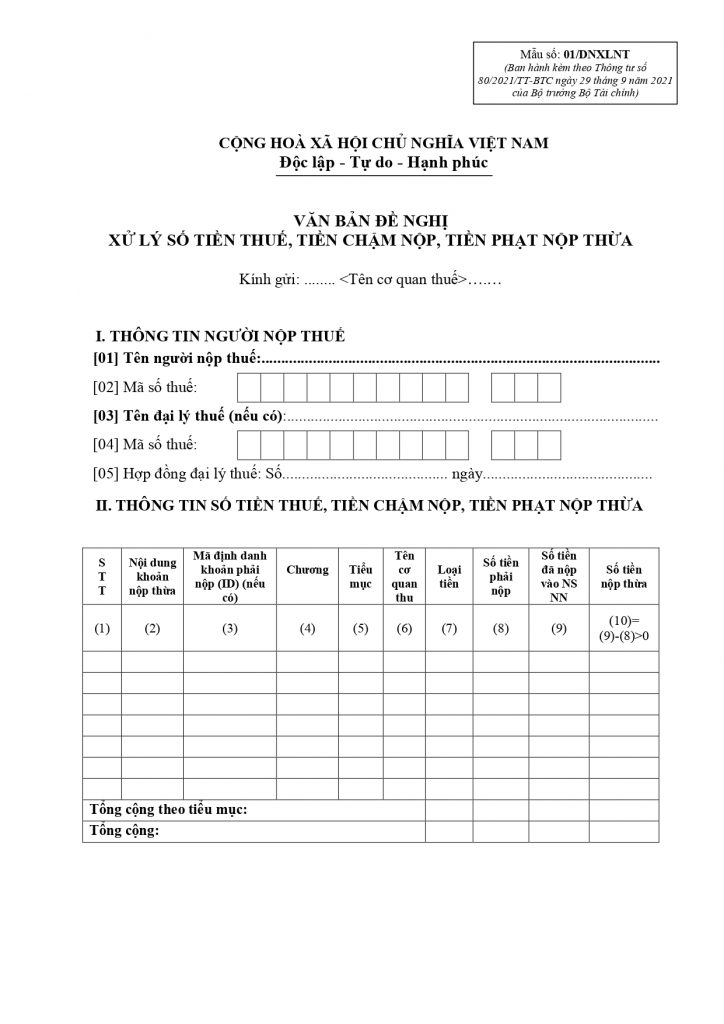 Mẫu số: 01/DNXLNT
(Ban hành kèm theo Thông tư số
80/2021/TT-BTC ngày 29 tháng 9 năm 2021
của Bộ trưởng Bộ Tài chính)
CỘNG HOÀ XÃ HỘI CHỦ NGHĨA VIỆT NAM
Độc lập - Tự do - Hạnh phúc
VĂN BẢN ĐỀ NGHỊ
XỬ LÝ SỐ TIỀN THUẾ, TIỀN CHẬM NỘP, TIỀN PHẠT NỘP THỪA
Kính gửi: ........ <Tên cơ quan thuế>…….
I. THÔNG TIN NGƯỜI NỘP THUẾ
[01] Tên người nộp thuế:.....................................................................................................
[02] Mã số thuế:
[03] Tên đại lý thuế (nếu có):..............................................................................................
[04] Mã số thuế:
[05] Hợp đồng đại lý thuế: Số.......................................... ngày...........................................
II. THÔNG TIN SỐ TIỀN THUẾ, TIỀN CHẬM NỘP, TIỀN PHẠT NỘP THỪA
S T T | Nội dung khoản nộp thừa | Mã định danh khoản phải nộp (ID) (nếu có) | Chương | Tiểu mục | Tên cơ quan thu | Loại tiền | Số tiền phải nộp | Số tiền đã nộp vào NS NN | Số tiền nộp thừa
(1) | (2) | (3) | (4) | (5) | (6) | (7) | (8) | (9) | (10)= (9)-(8)>0
Tổng cộng theo tiểu mục:
Tổng cộng: